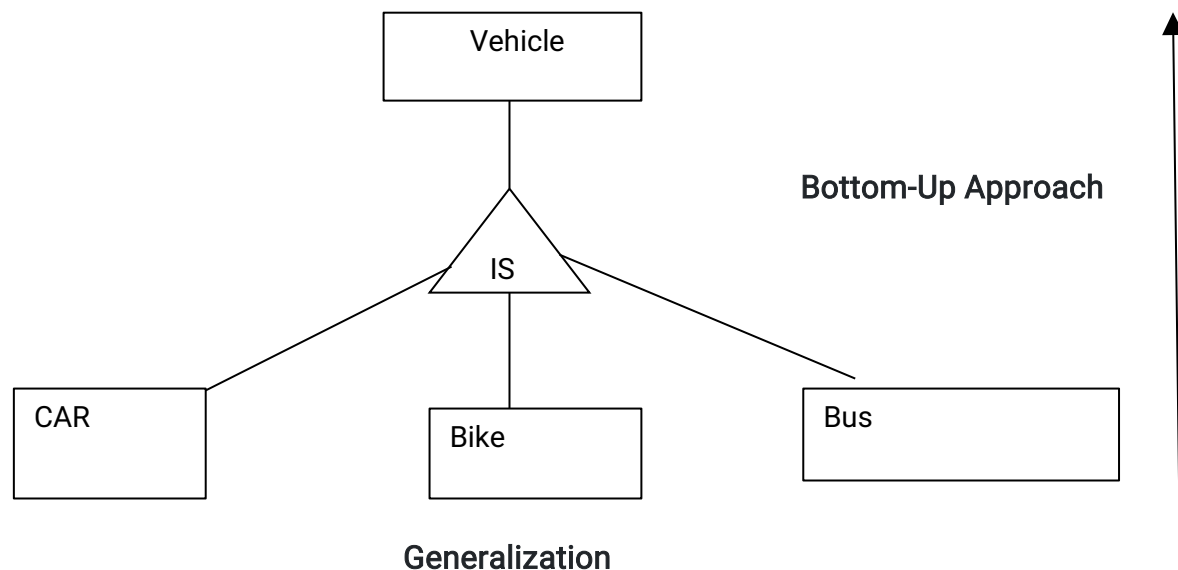 Vehicle
Bottom-Up Approach
IS
CAR
Bike
Bus
Generalization